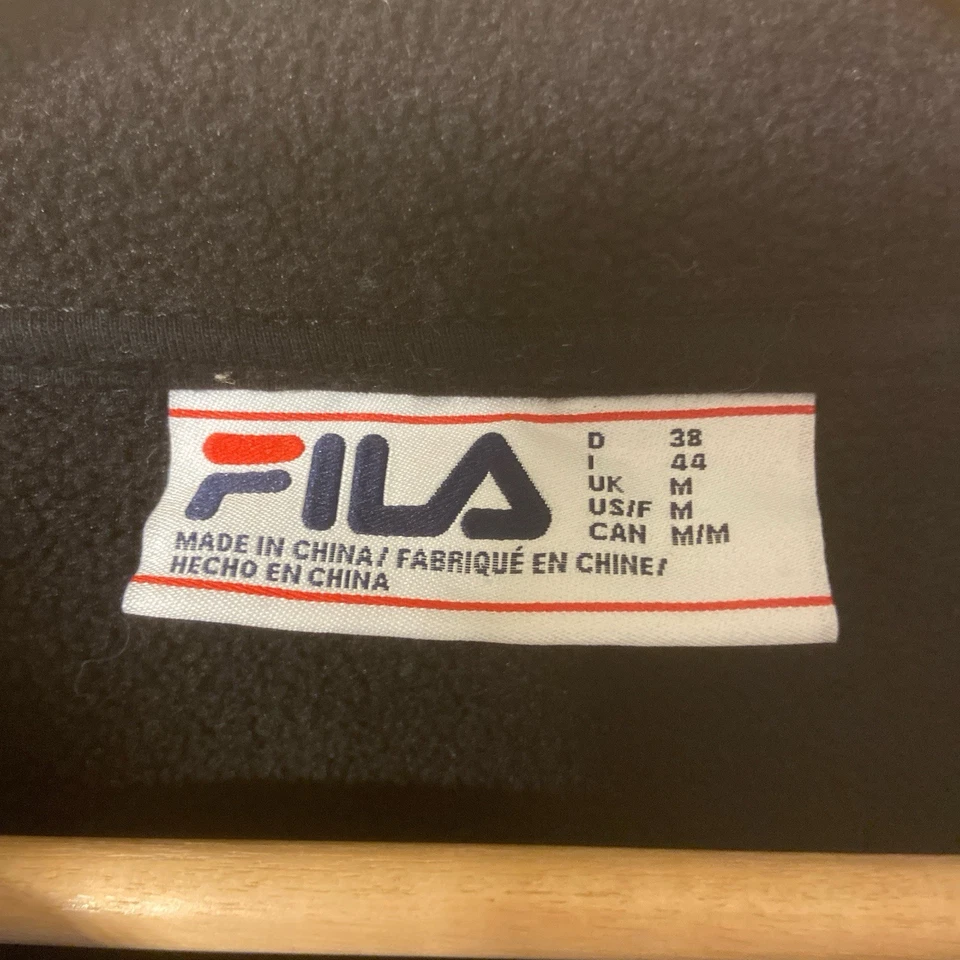 FILA
D 38
I 44
UK M
US/F M
CAN M/M
MADE IN CHINA/ FABRIQUÉ EN CHINE/
HECHO EN CHINA